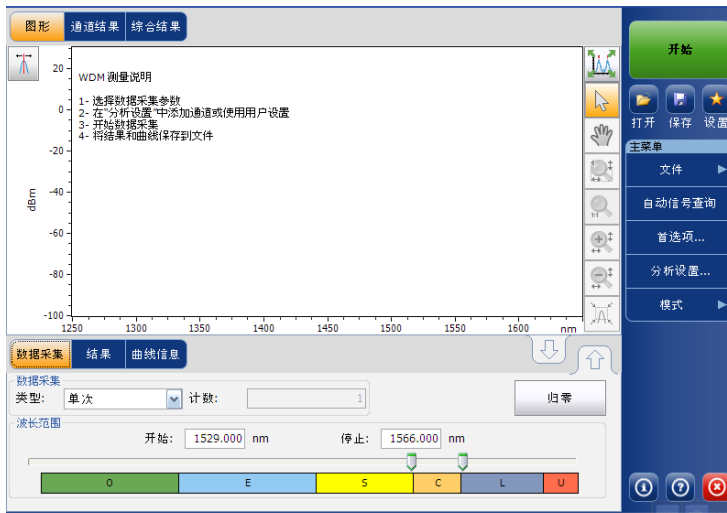 图形 通道结果 综合结果
开始
WDM 测量说明
1- 选择数据采集参数
2- 在“分析设置”中添加通道或使用用户设置
3- 开始数据采集
4- 将结果和曲线保存到文件
20
0
-20
-40
-60
-80
-100
dBm
1250 1300 1350 1400 1450 1500 1550 1600 nm
1:1
打开 保存 设置
主菜单
文件
自动信号查询
首选项...
分析设置...
模式
数据采集 结果 曲线信息
数据采集
类型: 单次 计数: 1
归零
波长范围
开始: 1529.000 nm 停止: 1566.000 nm
O E S C L U